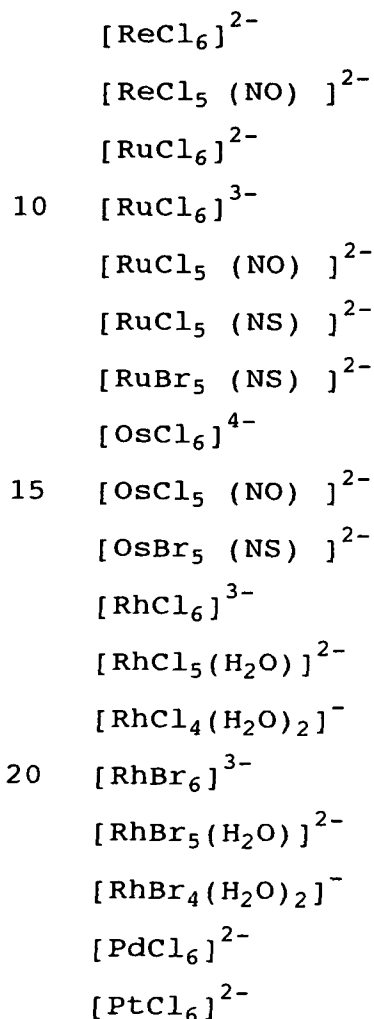 [ReCl₆]²⁻
[ReCl₅ (NO) ]²⁻
[RuCl₆]²⁻
10 [RuCl₆]³⁻
[RuCl₅ (NO) ]²⁻
[RuCl₅ (NS) ]²⁻
[RuBr₅ (NS) ]²⁻
[OsCl₆]⁴⁻
15 [OsCl₅ (NO) ]²⁻
[OsBr₅ (NS) ]²⁻
[RhCl₆]³⁻
[RhCl₅(H₂O)]²⁻
[RhCl₄(H₂O)₂]⁻
20 [RhBr₆]³⁻
[RhBr₅(H₂O)]²⁻
[RhBr₄(H₂O)₂]⁻
[PdCl₆]²⁻
[PtCl₆]²⁻